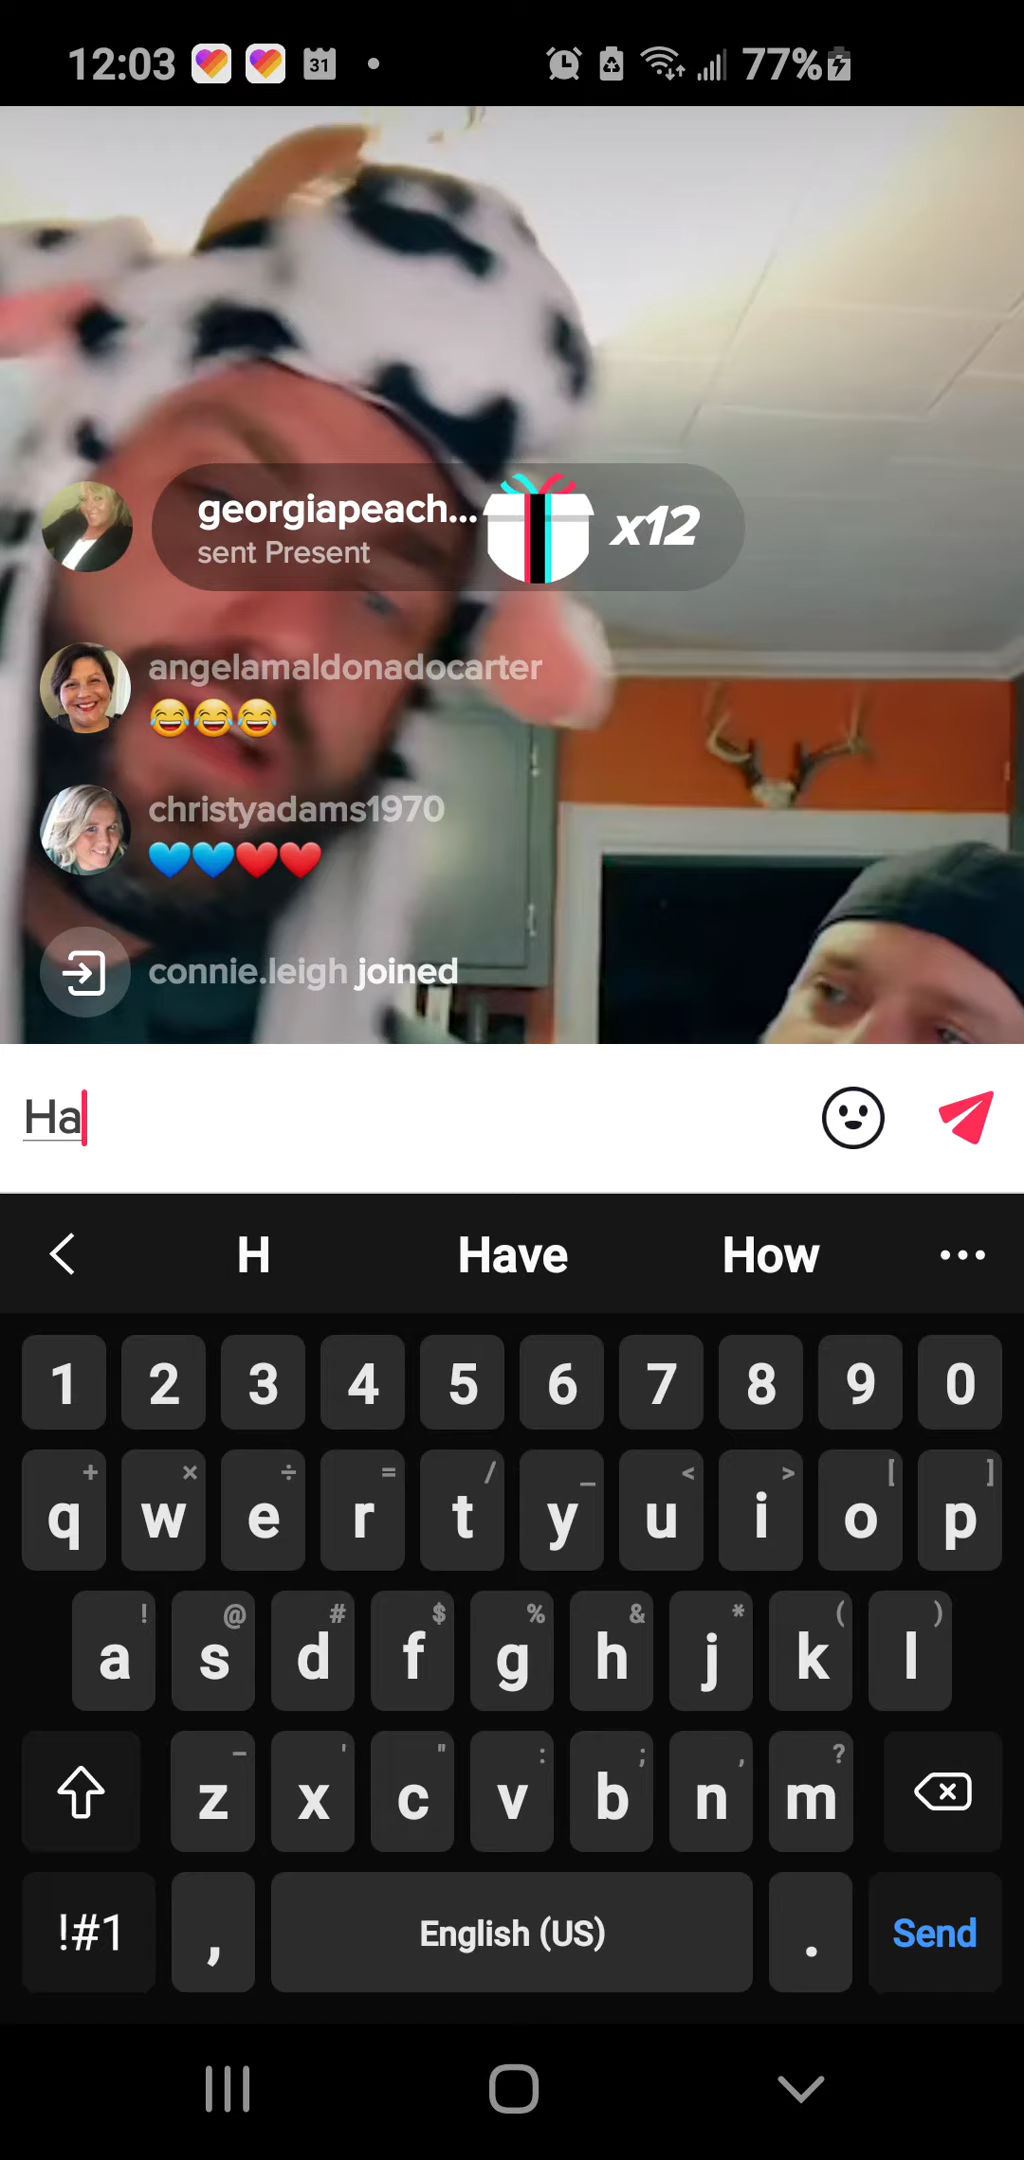 12:03 31 77%
georgiapeach... x12
sent Present
angelamaldonadocarter
😂😂😂
christyadams1970
💙💙❤️❤️
connie.leigh joined
Ha
H Have How ...
1 2 3 4 5 6 7 8 9 0
+ × ÷ = / _ < > [ ]
q w e r t y u i o p
! @ # $ % & * ( )
a s d f g h j k l
- ' " : ; , ?
z x c v b n m
!#1 , English (US) . Send